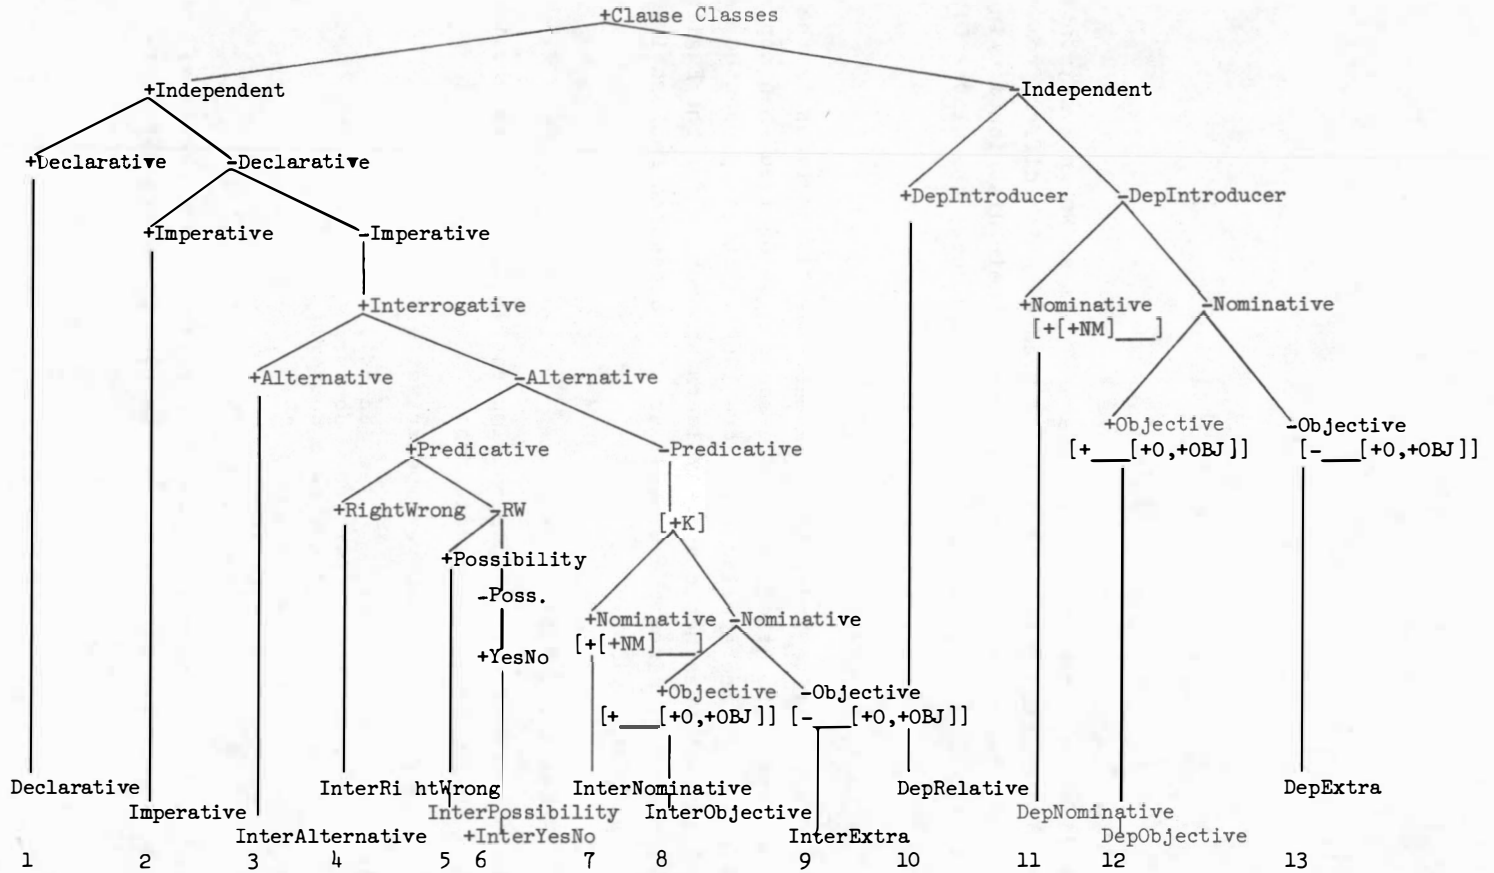 +Clause Classes
+Independent -Independent
+Declarative -Declarative
+DepIntroducer -DepIntroducer
+Imperative -Imperative
+Interrogative +Nominative -Nominative
[+[+NM]___]
+Alternative -Alternative
+Objective -Objective
[+___[+O,+OBJ]] [-___[+O,+OBJ]]
+Predicative -Predicative
+RightWrong -RW [+K]
+Possibility
-Poss.
+Nominative -Nominative
[+[+NM]___]
+YesNo
+Objective -Objective
[+___[+O,+OBJ]] [-___[+O,+OBJ]]
Declarative InterRi htWrong InterNominative DepRelative DepExtra
Imperative InterPossibility InterObjective DepNominative
InterAlternative +InterYesNo InterExtra DepObjective
1 2 3 4 5 6 7 8 9 10 11 12 13